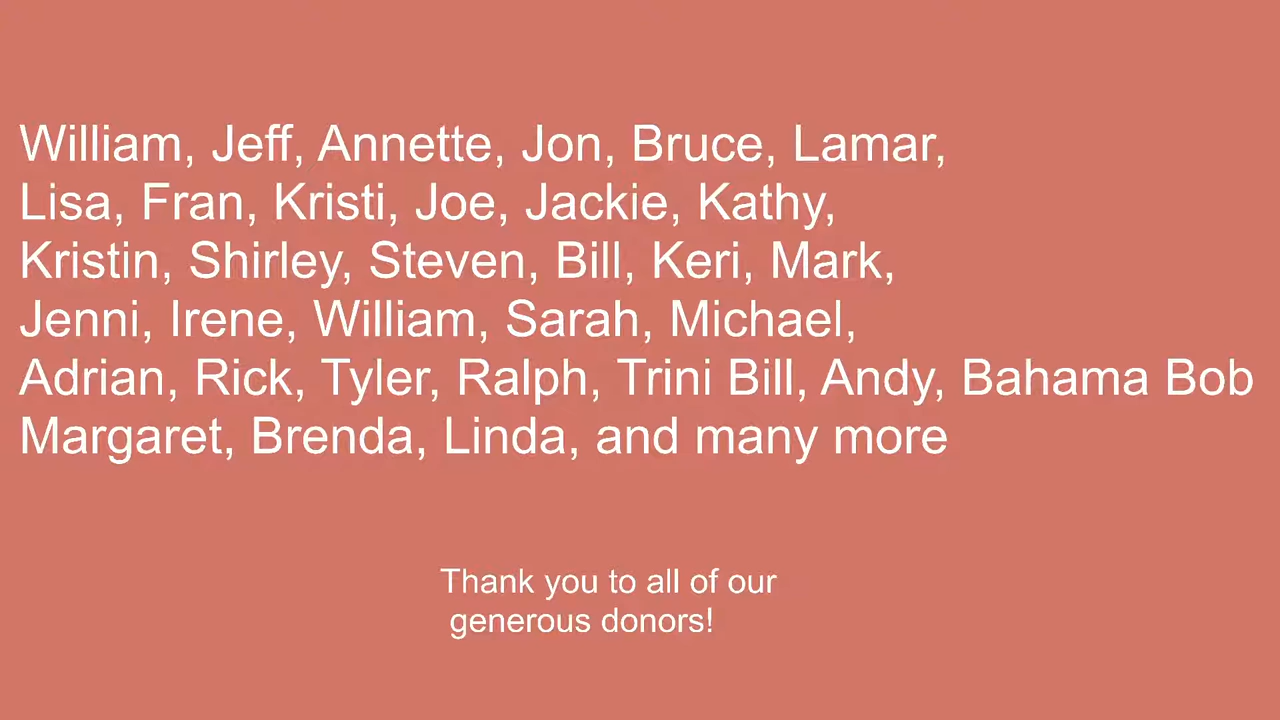 William, Jeff, Annette, Jon, Bruce, Lamar,
Lisa, Fran, Kristi, Joe, Jackie, Kathy,
Kristin, Shirley, Steven, Bill, Keri, Mark,
Jenni, Irene, William, Sarah, Michael,
Adrian, Rick, Tyler, Ralph, Trini Bill, Andy, Bahama Bob
Margaret, Brenda, Linda, and many more
Thank you to all of our
generous donors!